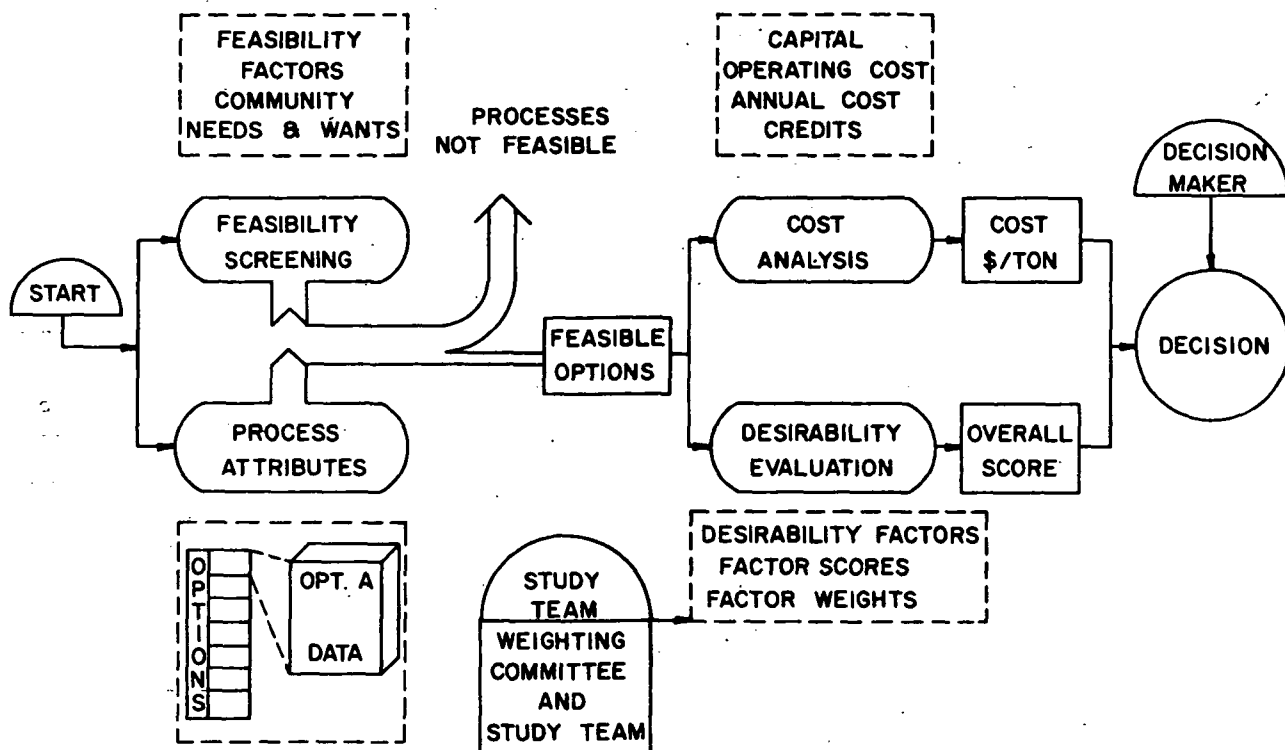 FEASIBILITY
FACTORS
COMMUNITY
NEEDS & WANTS
PROCESSES
NOT FEASIBLE
CAPITAL
OPERATING COST
ANNUAL COST
CREDITS
DECISION
MAKER
START
FEASIBILITY
SCREENING
COST
ANALYSIS
COST
$/TON
FEASIBLE
OPTIONS
DECISION
PROCESS
ATTRIBUTES
DESIRABILITY
EVALUATION
OVERALL
SCORE
OPTIONS
OPT. A
DATA
STUDY
TEAM
WEIGHTING
COMMITTEE
AND
STUDY TEAM
DESIRABILITY FACTORS
FACTOR SCORES
FACTOR WEIGHTS